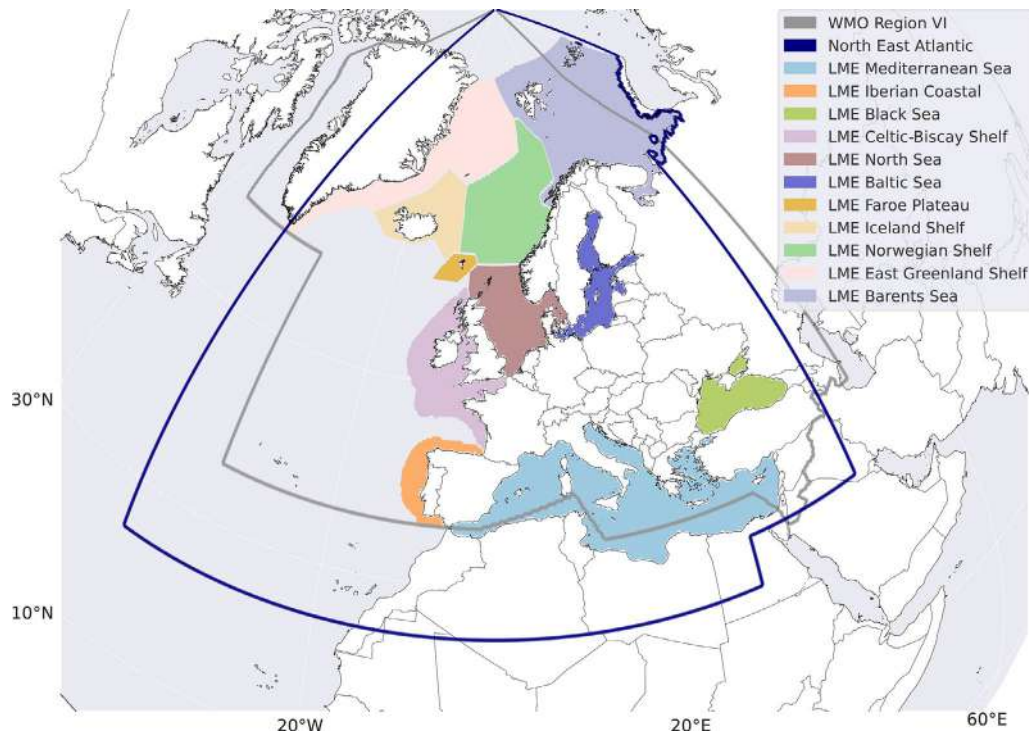 WMO Region VI
North East Atlantic
LME Mediterranean Sea
LME Iberian Coastal
LME Black Sea
LME Celtic-Biscay Shelf
LME North Sea
LME Baltic Sea
LME Faroe Plateau
LME Iceland Shelf
LME Norwegian Shelf
LME East Greenland Shelf
LME Barents Sea
30°N
10°N
20°W
20°E
60°E